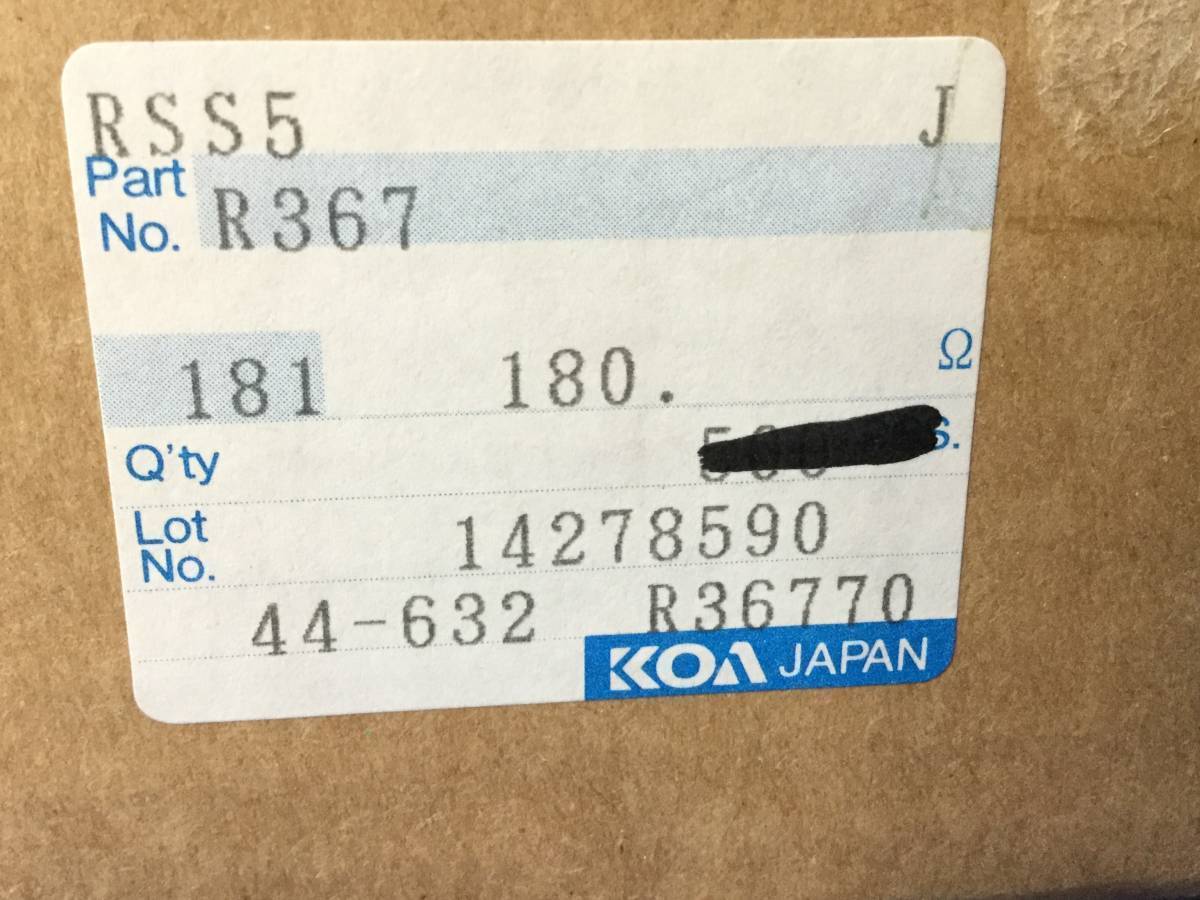 RSS5 J
Part No. R367
181 180. Ω
Q'ty
Lot No. 14278590
44-632 R36770
KOA JAPAN